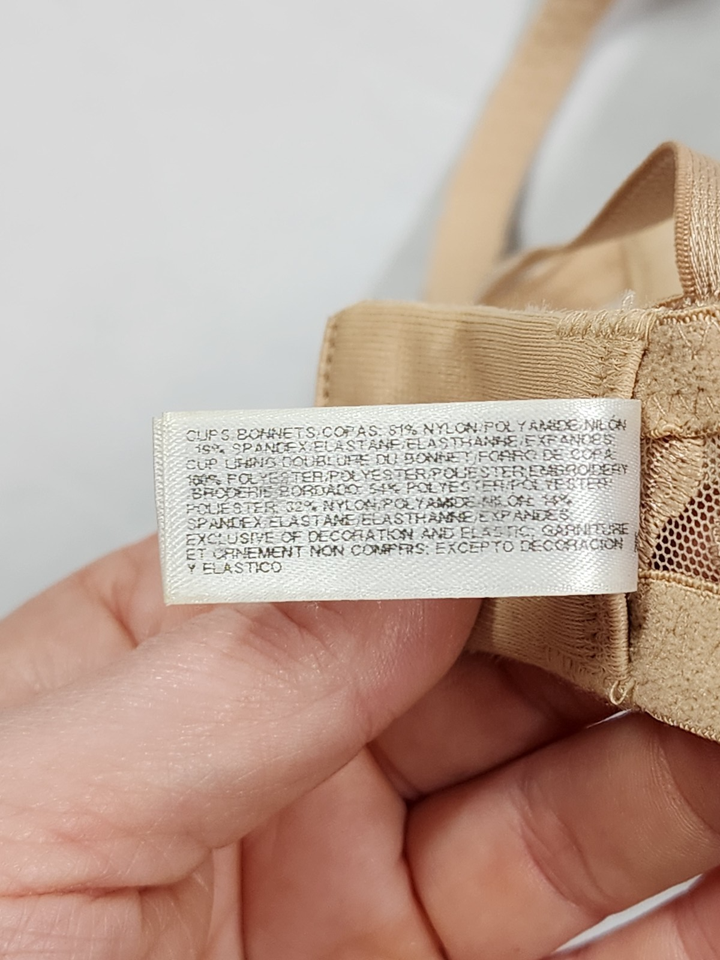 CUPS/BONNETS/COPAS: 81% NYLON/POLYAMIDE/NILON
19% SPANDEX/ELASTANE/ELASTHANNE/EXPANDES:
CUP LINING/DOUBLURE DU BONNET/FORRO DE COPA:
100% POLYESTER/POLYESTER/POLIESTER:EMBROIDERY
BRODERIE/BORDADO: 54% POLYESTER/POLYESTER/
POLIESTER: 32% NYLON/POLYAMIDE/NILON: 14%
SPANDEX/ELASTANE/ELASTHANNE/EXPANDES:
EXCLUSIVE OF DECORATION AND ELASTIC: GARNITURE
ET ORNEMENT NON COMPRIS: EXCEPTO DECORACION
Y ELASTICO